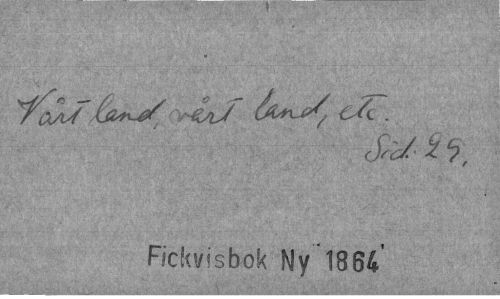 Vårt land, vårt land, etc.
Sid. 29.
Fickvisbok Ny 1864